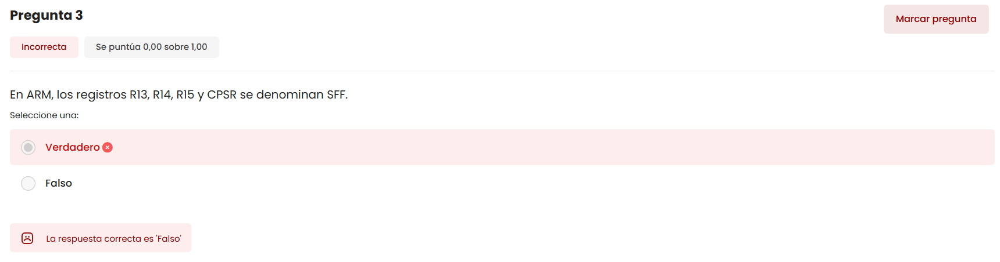 Pregunta 3
Marcar pregunta
Incorrecta
Se puntúa 0,00 sobre 1,00
En ARM, los registros R13, R14, R15 y CPSR se denominan SFF.
Seleccione una:
Verdadero
Falso
La respuesta correcta es 'Falso'